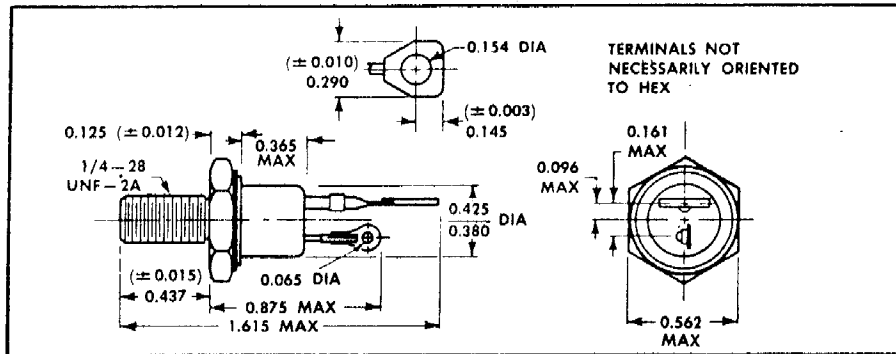 0.154 DIA
(± 0.010)
0.290
TERMINALS NOT
NECESSARILY ORIENTED
TO HEX
(± 0.003)
0.145
0.125 (± 0.012)
0.365
MAX
0.161
MAX
1/4 – 28
UNF – 2A
0.096
MAX
0.425
0.380
DIA
0.065 DIA
(± 0.015)
0.437
0.875 MAX
1.615 MAX
0.562
MAX